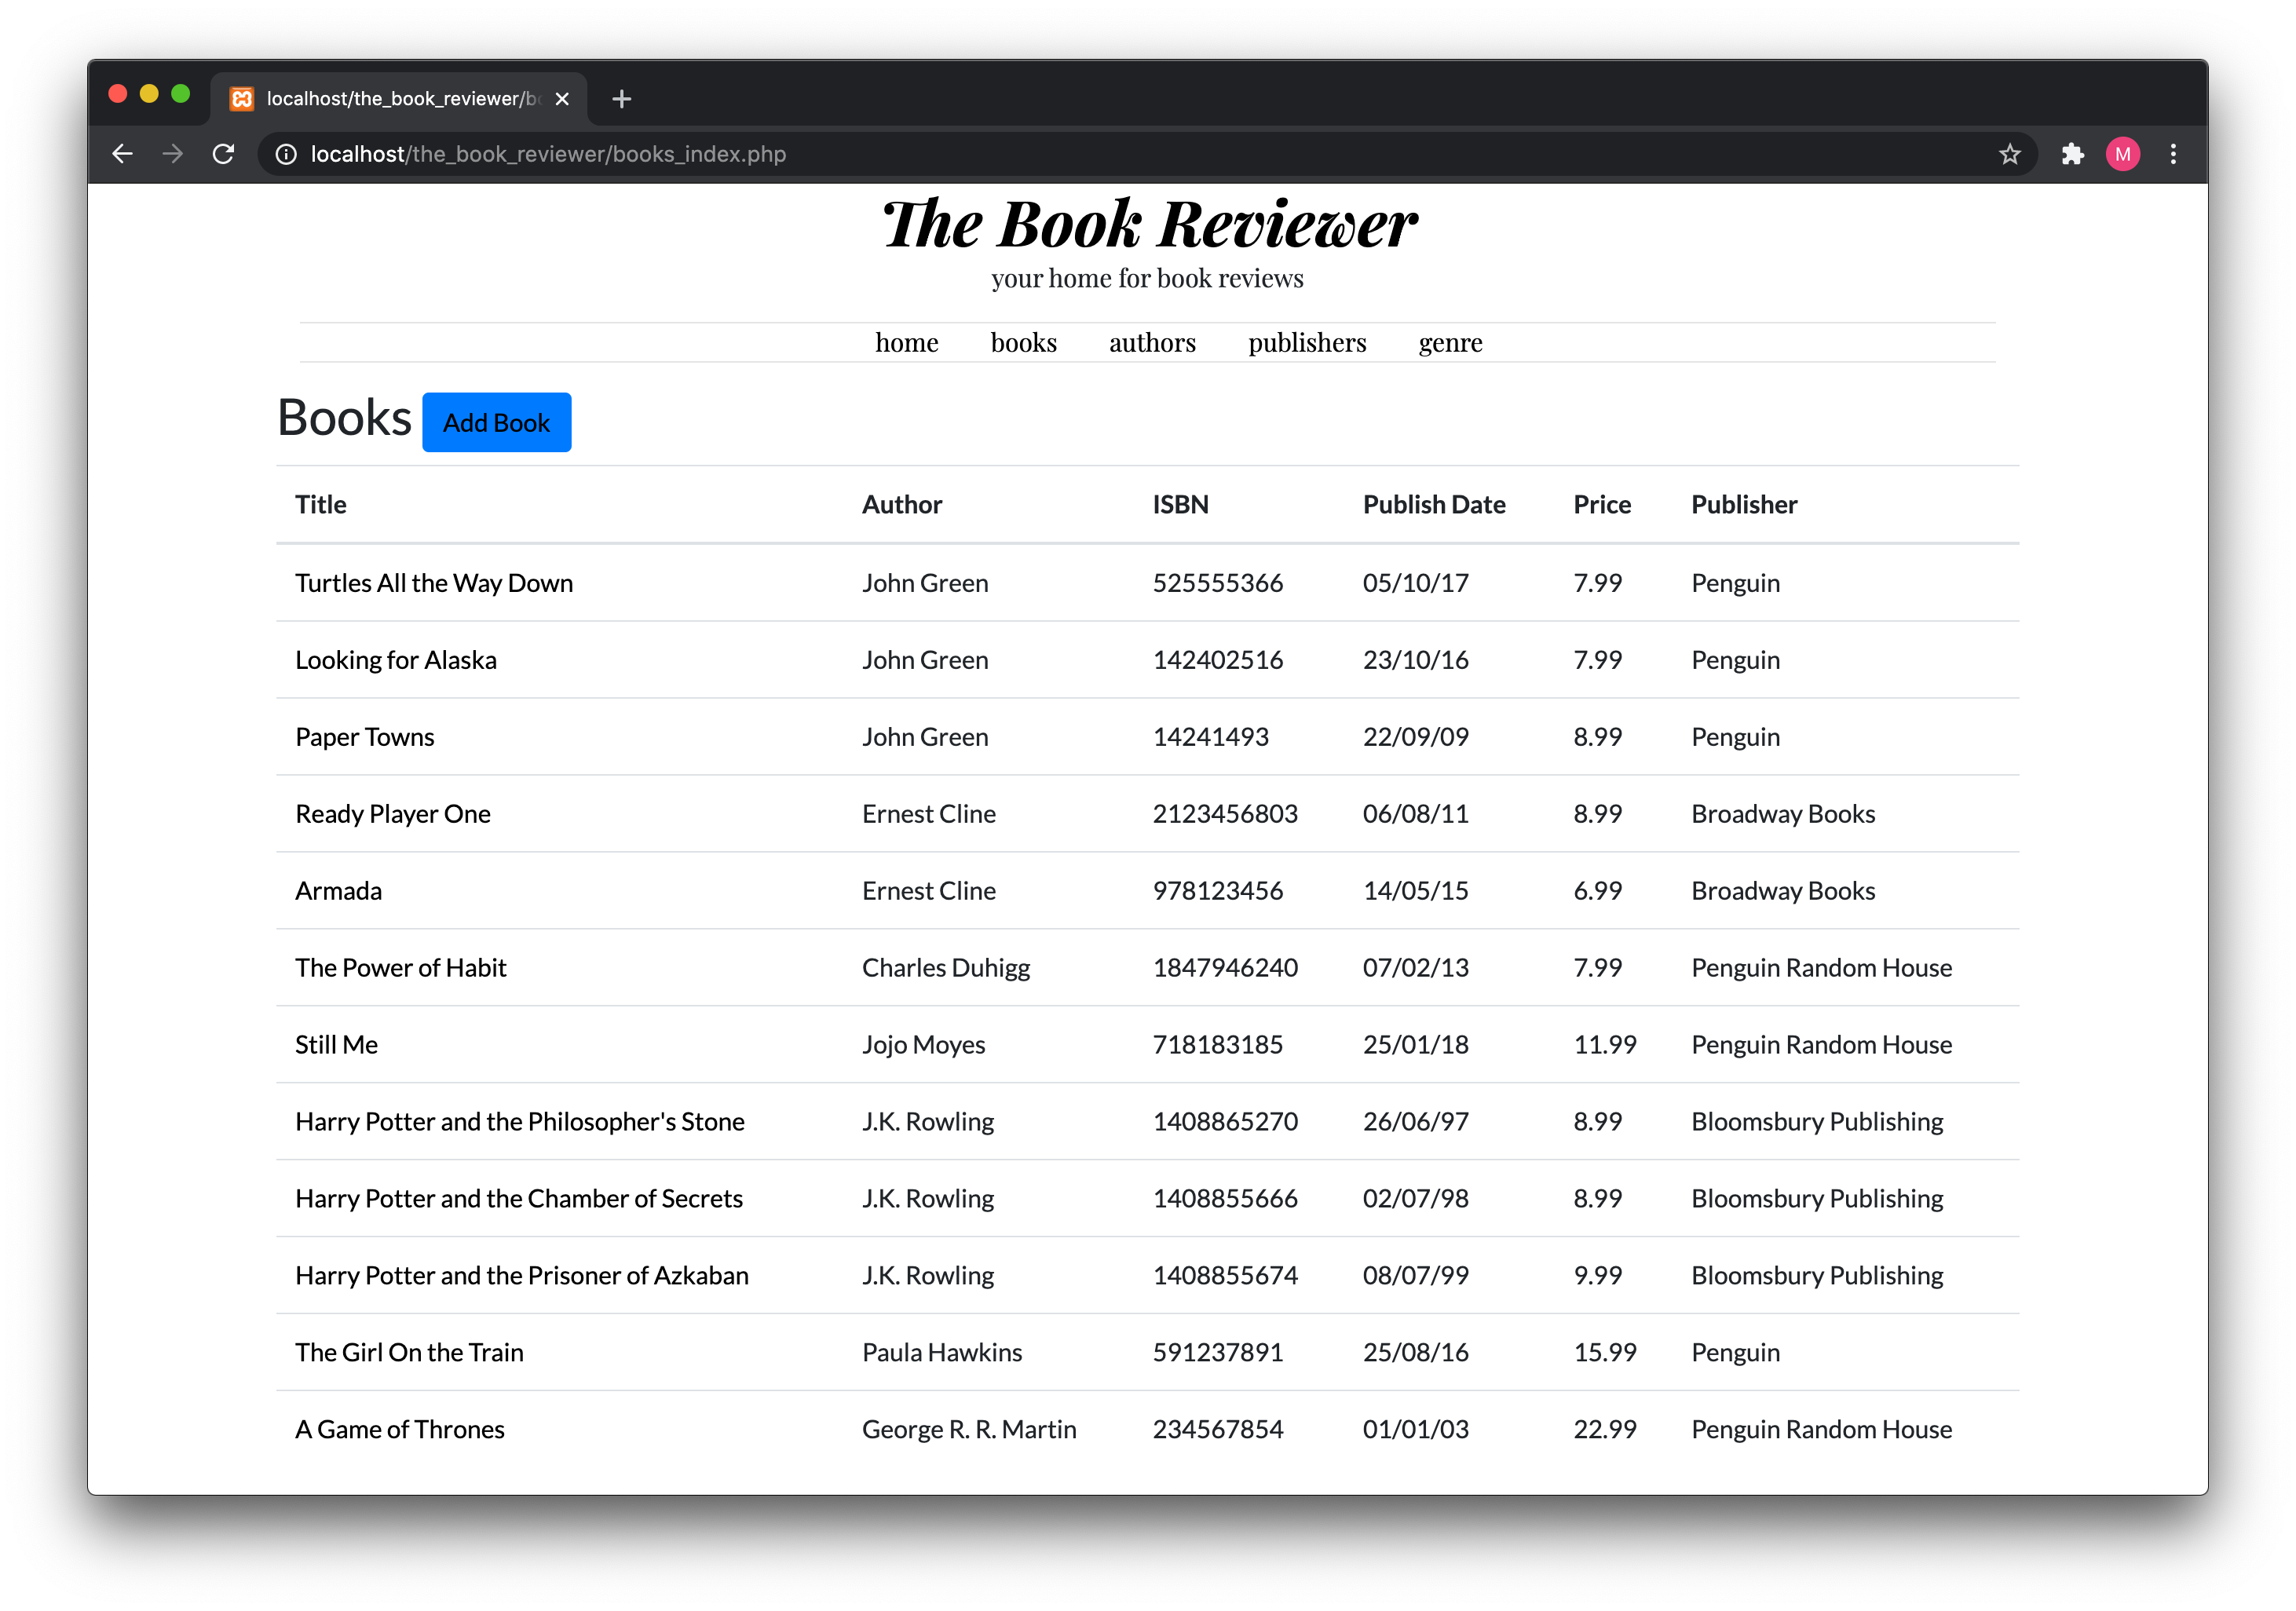 localhost/the_book_reviewer/bo
localhost/the_book_reviewer/books_index.php
M
The Book Reviewer
your home for book reviews
home books authors publishers genre
Books Add Book
Title Author ISBN Publish Date Price Publisher
Turtles All the Way Down John Green 525555366 05/10/17 7.99 Penguin
Looking for Alaska John Green 142402516 23/10/16 7.99 Penguin
Paper Towns John Green 14241493 22/09/09 8.99 Penguin
Ready Player One Ernest Cline 2123456803 06/08/11 8.99 Broadway Books
Armada Ernest Cline 978123456 14/05/15 6.99 Broadway Books
The Power of Habit Charles Duhigg 1847946240 07/02/13 7.99 Penguin Random House
Still Me Jojo Moyes 718183185 25/01/18 11.99 Penguin Random House
Harry Potter and the Philosopher's Stone J.K. Rowling 1408865270 26/06/97 8.99 Bloomsbury Publishing
Harry Potter and the Chamber of Secrets J.K. Rowling 1408855666 02/07/98 8.99 Bloomsbury Publishing
Harry Potter and the Prisoner of Azkaban J.K. Rowling 1408855674 08/07/99 9.99 Bloomsbury Publishing
The Girl On the Train Paula Hawkins 591237891 25/08/16 15.99 Penguin
A Game of Thrones George R. R. Martin 234567854 01/01/03 22.99 Penguin Random House